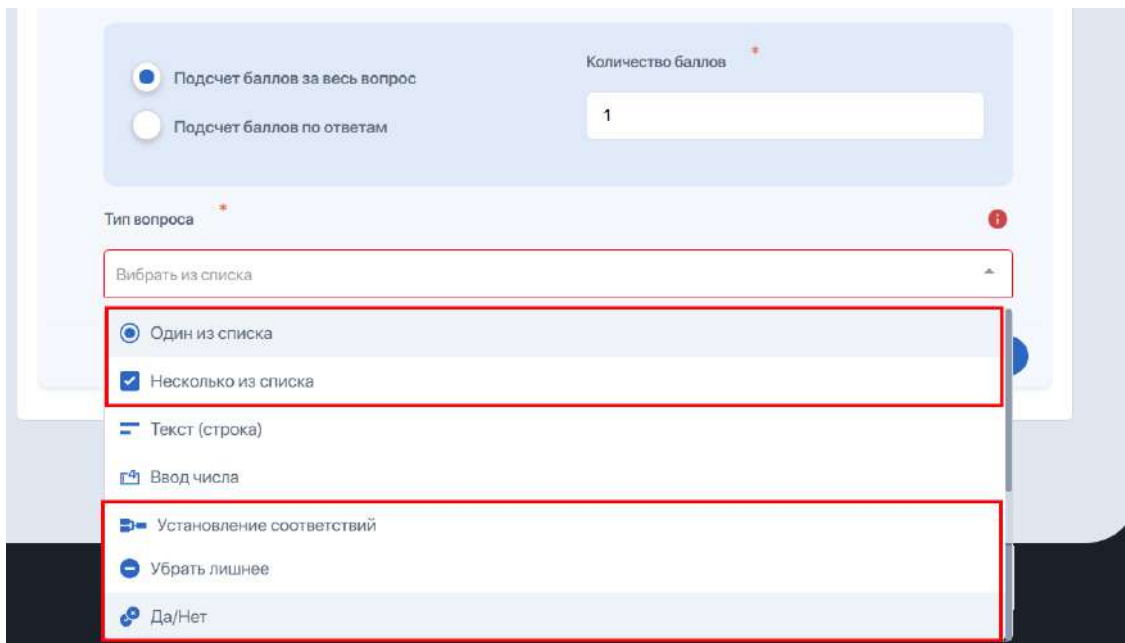 Количество баллов *
Подсчет баллов за весь вопрос
1
Подсчет баллов по ответам
Тип вопроса *
Вибрать из списка
Один из списка
Несколько из списка
Текст (строка)
Ввод числа
Установление соответствий
Убрать лишнее
Да/Нет